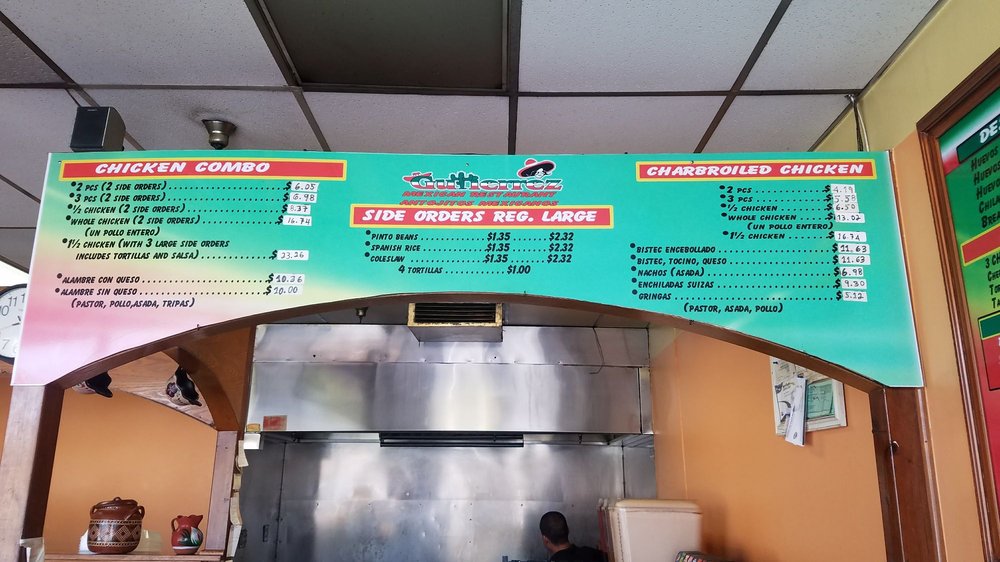 CHICKEN COMBO
2 PCS (2 SIDE ORDERS) $ 6.05
3 PCS (2 SIDE ORDERS) $ 6.98
1/2 CHICKEN (2 SIDE ORDERS) $ 8.37
WHOLE CHICKEN (2 SIDE ORDERS) $ 16.74
(UN POLLO ENTERO)
1 1/2 CHICKEN (WITH 3 LARGE SIDE ORDERS
INCLUDES TORTILLAS AND SALSA) $ 23.26
ALAMBRE CON QUESO $ 10.26
ALAMBRE SIN QUESO $ 10.00
(PASTOR, POLLO, ASADA, TRIPAS)
Gutierrez
MEXICAN RESTAURANT
ANTOJITOS MEXICANOS
SIDE ORDERS REG. LARGE
PINTO BEANS $1.35 $2.32
SPANISH RICE $1.35 $2.32
COLESLAW $1.35 $2.32
4 TORTILLAS $1.00
CHARBROILED CHICKEN
2 PCS $ 4.19
3 PCS $ 5.58
1/2 CHICKEN $ 6.50
WHOLE CHICKEN $ 13.02
(UN POLLO ENTERO)
1 1/2 CHICKEN $ 16.74
BISTEC ENCEBOLLADO $ 11.63
BISTEC, TOCINO, QUESO $ 11.63
NACHOS (ASADA) $ 6.98
ENCHILADAS SUIZAS $ 9.30
GRINGAS $ 5.12
(PASTOR, ASADA, POLLO)
DE
HUEVOS